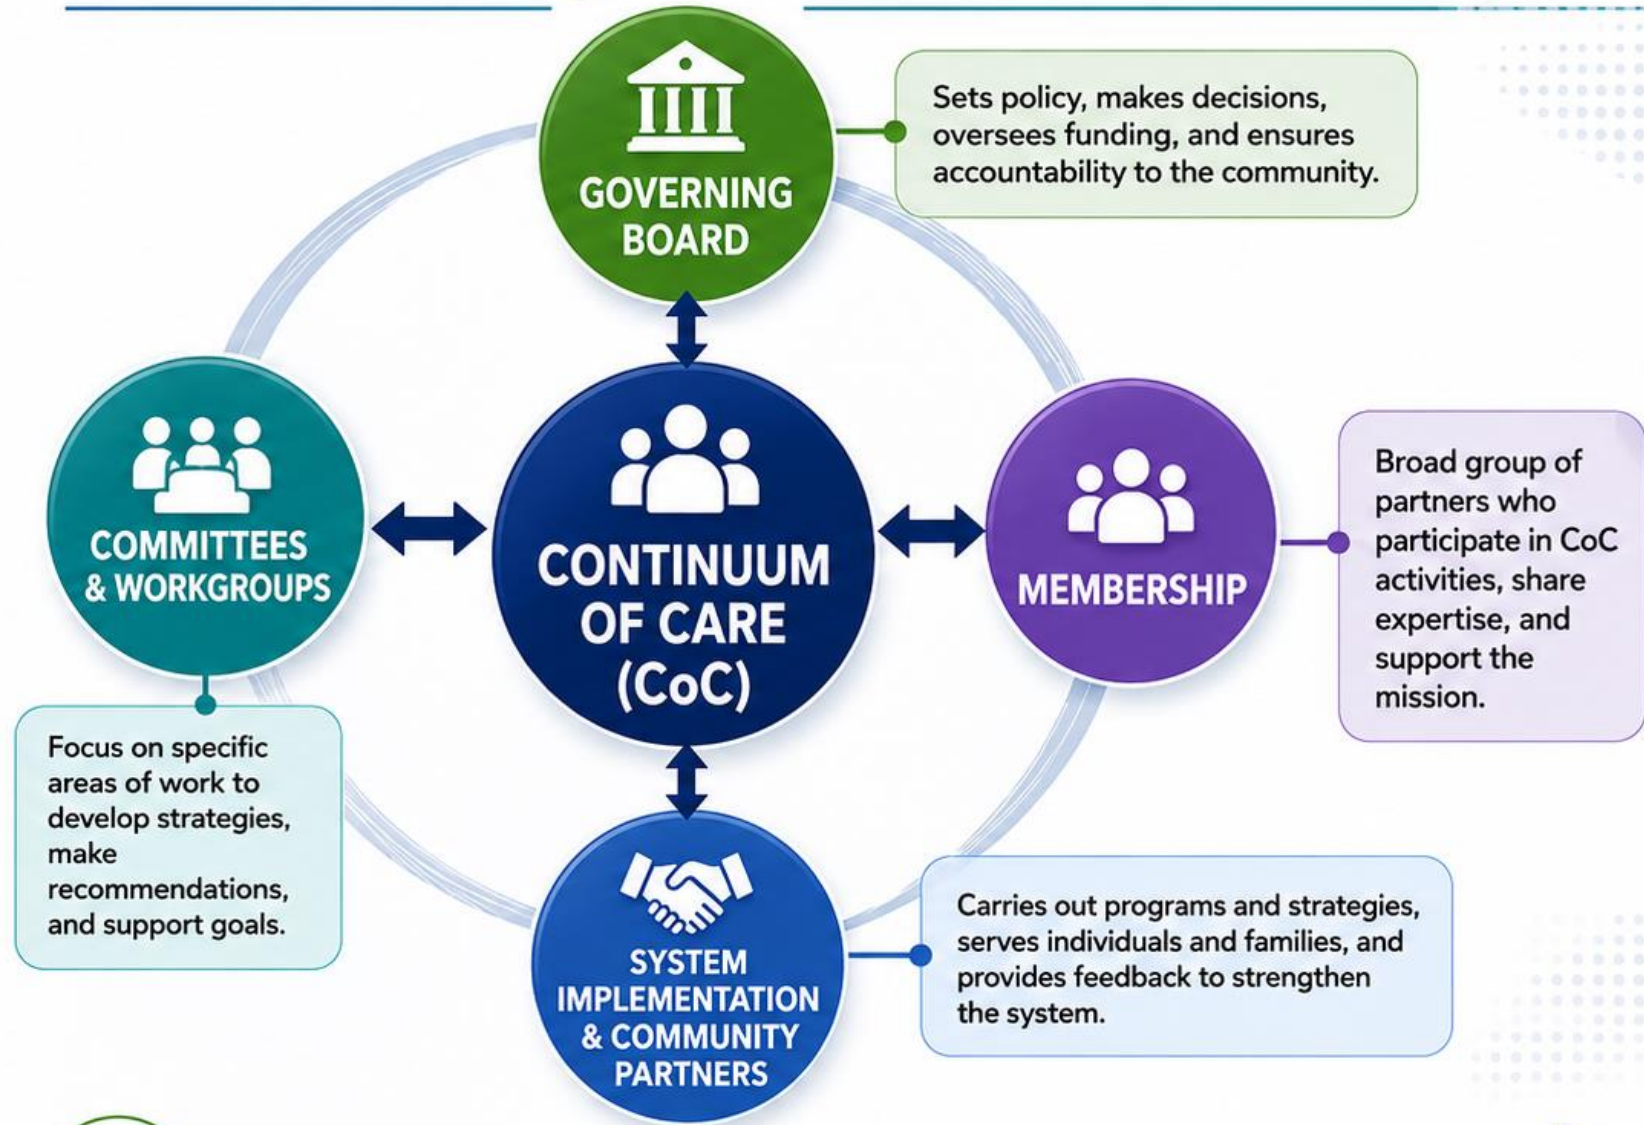 GOVERNING
BOARD
Sets policy, makes decisions,
oversees funding, and ensures
accountability to the community.
COMMITTEES
& WORKGROUPS
Focus on specific
areas of work to
develop strategies,
make
recommendations,
and support goals.
CONTINUUM
OF CARE
(CoC)
MEMBERSHIP
Broad group of
partners who
participate in CoC
activities, share
expertise, and
support the
mission.
SYSTEM
IMPLEMENTATION
& COMMUNITY
PARTNERS
Carries out programs and strategies,
serves individuals and families, and
provides feedback to strengthen
the system.